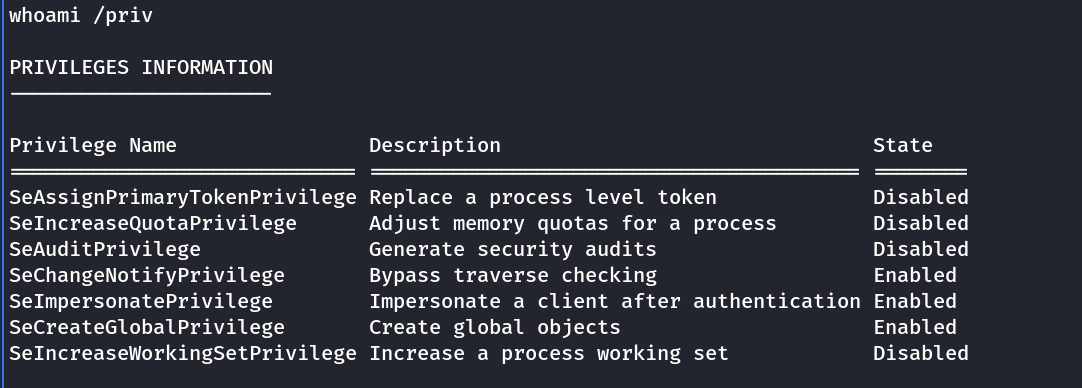 whoami /priv
PRIVILEGES INFORMATION
----------------------
Privilege Name Description State
============================= ========================================= ========
SeAssignPrimaryTokenPrivilege Replace a process level token Disabled
SeIncreaseQuotaPrivilege Adjust memory quotas for a process Disabled
SeAuditPrivilege Generate security audits Disabled
SeChangeNotifyPrivilege Bypass traverse checking Enabled
SeImpersonatePrivilege Impersonate a client after authentication Enabled
SeCreateGlobalPrivilege Create global objects Enabled
SeIncreaseWorkingSetPrivilege Increase a process working set Disabled